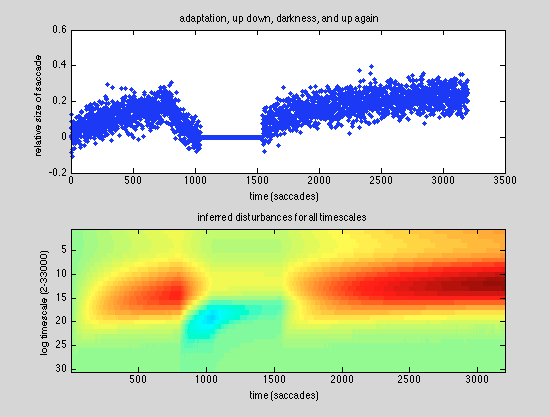 adaptation, up down, darkness, and up again
0.6
0.4
0.2
0
-0.2
relative size of saccade
0 500 1000 1500 2000 2500 3000 3500
time (saccades)
inferred disturbances for all timescales
5
10
15
20
25
30
log timescale (2-33000)
500 1000 1500 2000 2500 3000
time (saccades)